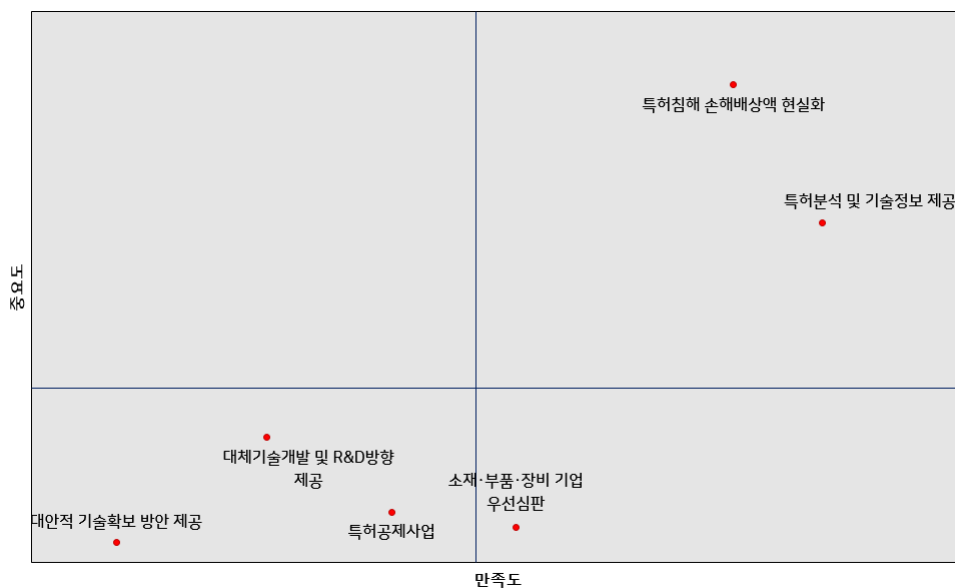 특허침해 손해배상액 현실화
특허분석 및 기술정보 제공
중요도
대체기술개발 및 R&D방향
제공
소재·부품·장비 기업
우선심판
대안적 기술확보 방안 제공
특허공제사업
만족도